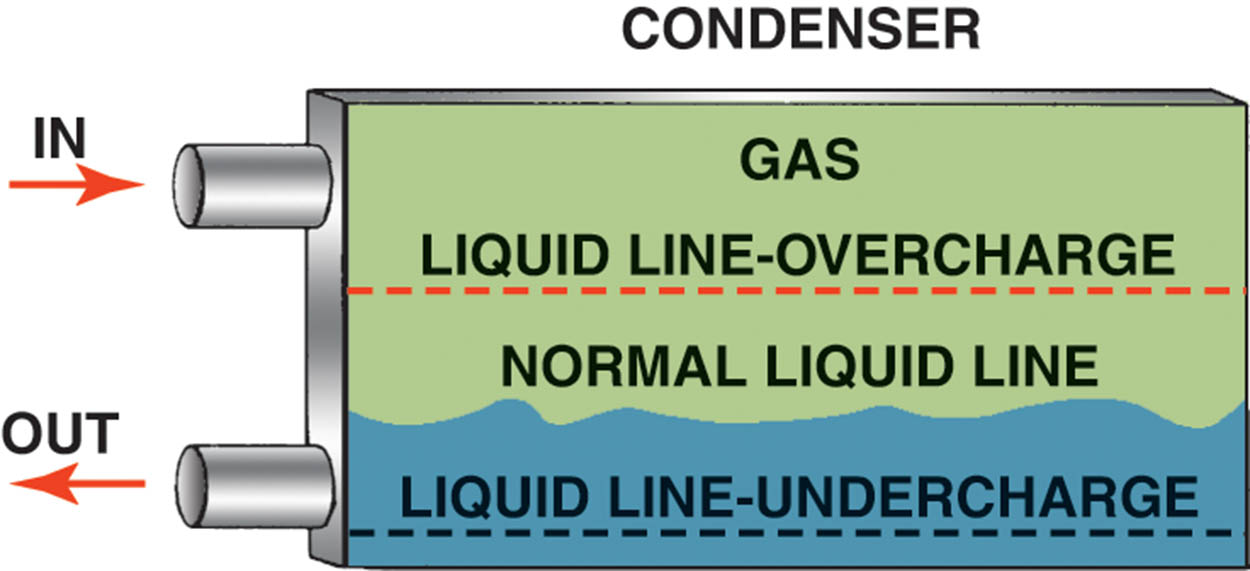 CONDENSER
IN
GAS
LIQUID LINE-OVERCHARGE
NORMAL LIQUID LINE
OUT
LIQUID LINE-UNDERCHARGE